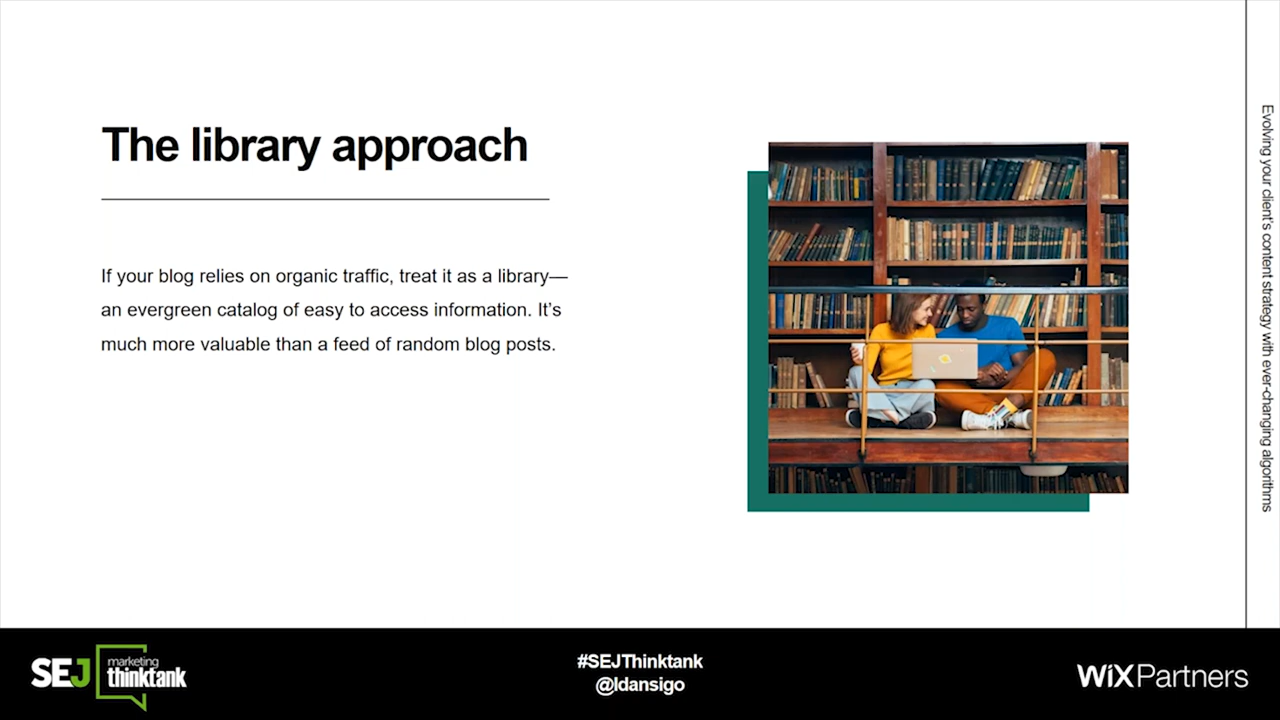 The library approach
If your blog relies on organic traffic, treat it as a library—
an evergreen catalog of easy to access information. It's
much more valuable than a feed of random blog posts.
Evolving your client's content strategy with ever-changing algorithms
SEJ marketing
thinktank
#SEJThinktank
@Idansigo
WiX Partners